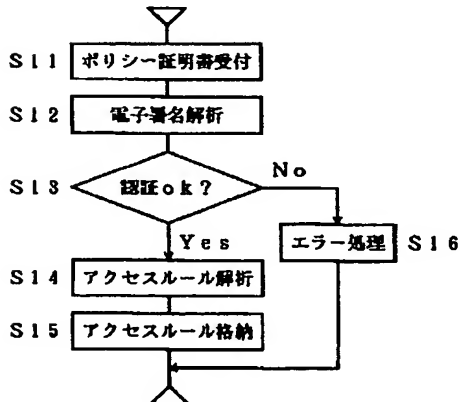 S11 ポリシー証明書受付
S12 電子署名解析
S13 認証ok?
No
Yes
エラー処理 S16
S14 アクセスルール解析
S15 アクセスルール格納